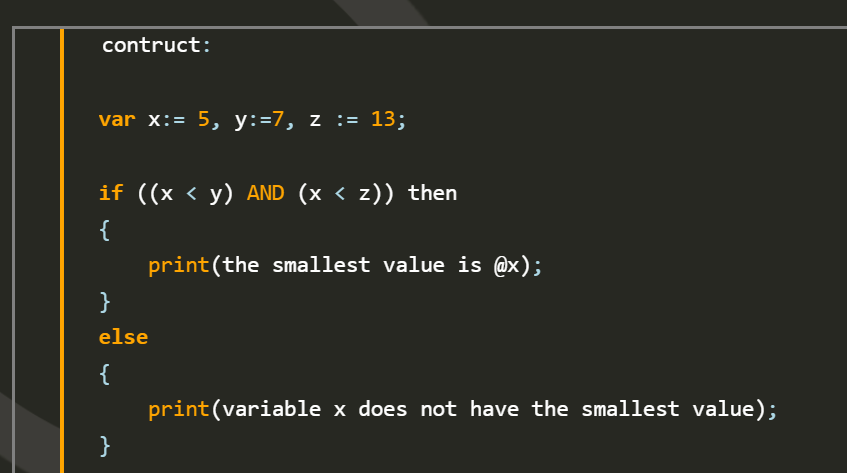 contruct:
var x:= 5, y:=7, z := 13;
if ((x < y) AND (x < z)) then
{
print(the smallest value is @x);
}
else
{
print(variable x does not have the smallest value);
}